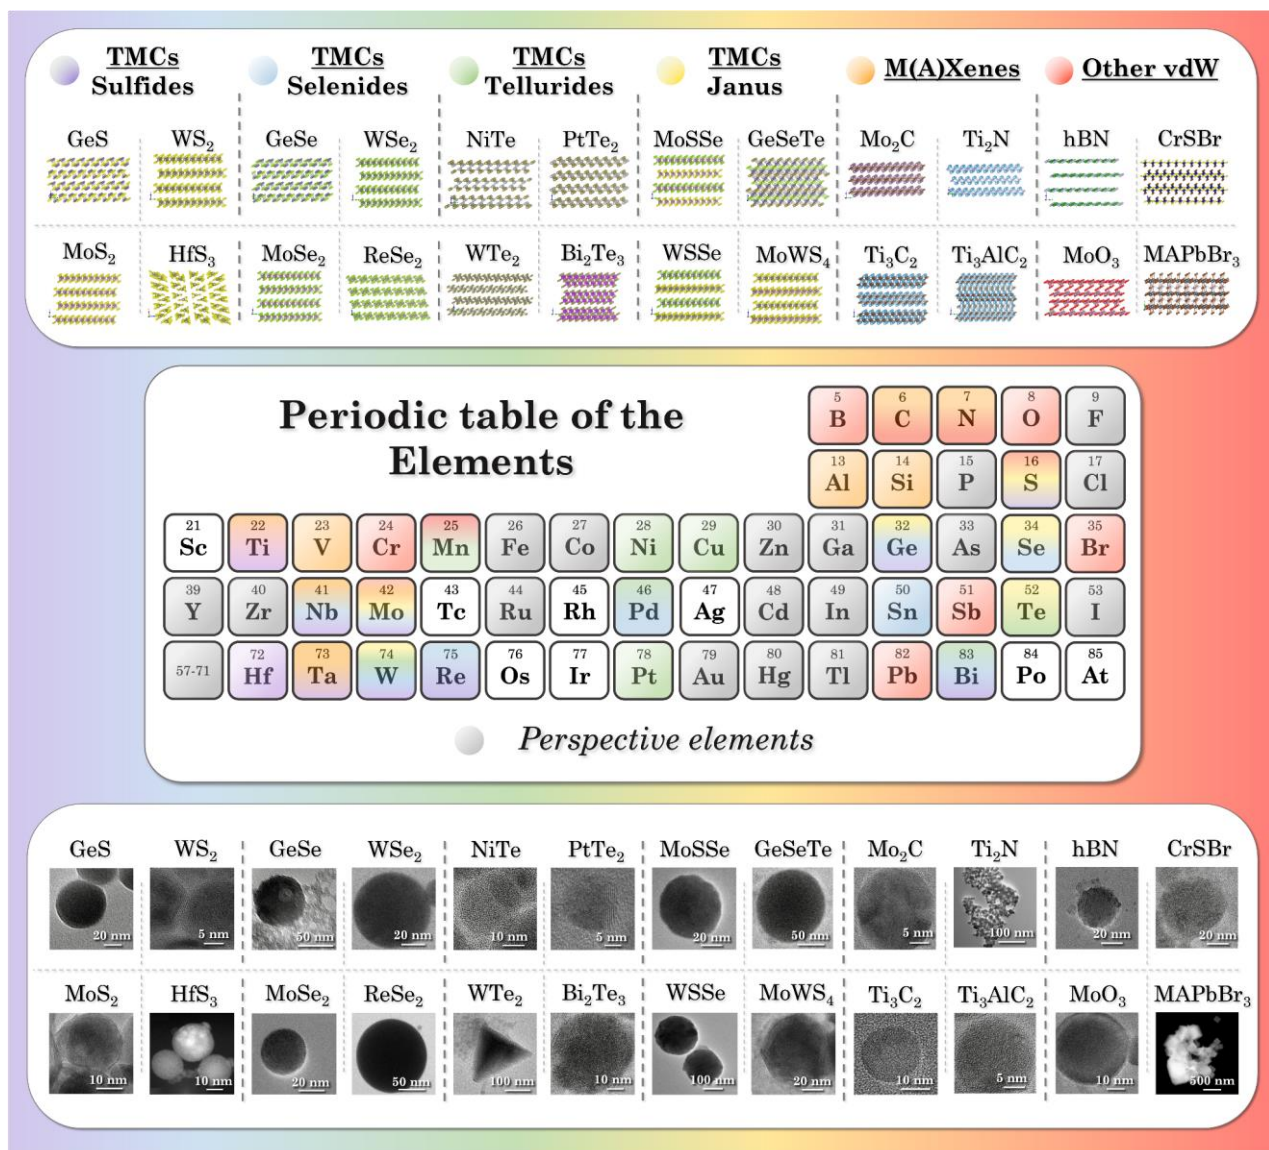 TMCs
Sulfides
TMCs
Selenides
TMCs
Tellurides
TMCs
Janus
M(A)Xenes
Other vdW
GeS WS₂ GeSe WSe₂ NiTe PtTe₂ MoSSe GeSeTe Mo₂C Ti₂N hBN CrSBr
MoS₂ HfS₃ MoSe₂ ReSe₂ WTe₂ Bi₂Te₃ WSSe MoWS₄ Ti₃C₂ Ti₃AlC₂ MoO₃ MAPbBr₃
Periodic table of the
Elements
5 6 7 8 9
B C N O F
13 14 15 16 17
Al Si P S Cl
21 22 23 24 25 26 27 28 29 30 31 32 33 34 35
Sc Ti V Cr Mn Fe Co Ni Cu Zn Ga Ge As Se Br
39 40 41 42 43 44 45 46 47 48 49 50 51 52 53
Y Zr Nb Mo Tc Ru Rh Pd Ag Cd In Sn Sb Te I
57-71 72 73 74 75 76 77 78 79 80 81 82 83 84 85
Hf Ta W Re Os Ir Pt Au Hg Tl Pb Bi Po At
Perspective elements
GeS WS₂ GeSe WSe₂ NiTe PtTe₂ MoSSe GeSeTe Mo₂C Ti₂N hBN CrSBr
20 nm 5 nm 50 nm 20 nm 10 nm 5 nm 20 nm 50 nm 5 nm 100 nm 20 nm 20 nm
MoS₂ HfS₃ MoSe₂ ReSe₂ WTe₂ Bi₂Te₃ WSSe MoWS₄ Ti₃C₂ Ti₃AlC₂ MoO₃ MAPbBr₃
10 nm 10 nm 20 nm 50 nm 100 nm 10 nm 100 nm 20 nm 10 nm 5 nm 10 nm 500 nm